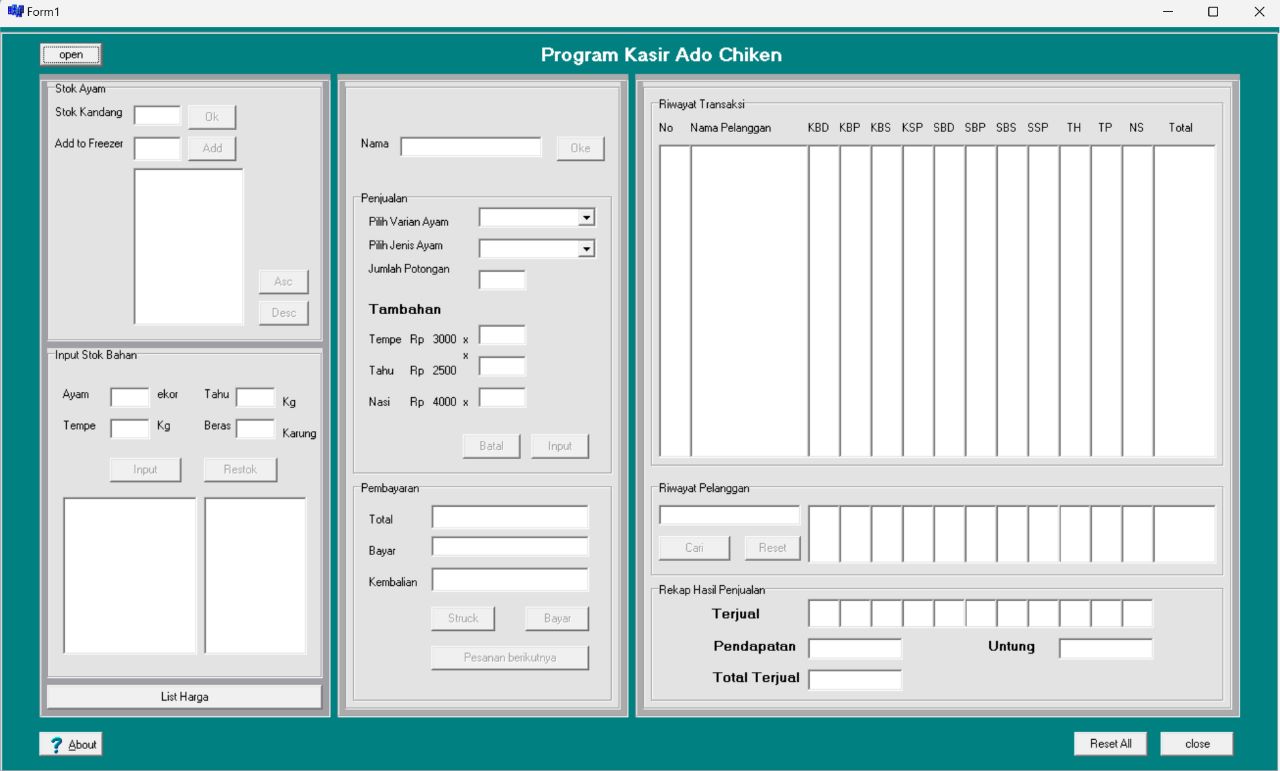 Form1
open
Program Kasir Ado Chiken
Stok Ayam
Stok Kandang
Ok
Add to Freezer
Add
Asc
Desc
Input Stok Bahan
Ayam ekor Tahu Kg
Tempe Kg Beras Karung
Input Restok
List Harga
Nama Oke
Penjualan
Pilih Varian Ayam
Pilih Jenis Ayam
Jumlah Potongan
Tambahan
Tempe Rp 3000 x
x
Tahu Rp 2500
Nasi Rp 4000 x
Batal Input
Pembayaran
Total
Bayar
Kembalian
Struck Bayar
Pesanan berikutnya
Riwayat Transaksi
No Nama Pelanggan KBD KBP KBS KSP SBD SBP SBS SSP TH TP NS Total
Riwayat Pelanggan
Cari Reset
Rekap Hasil Penjualan
Terjual
Pendapatan Untung
Total Terjual
? About
Reset All close